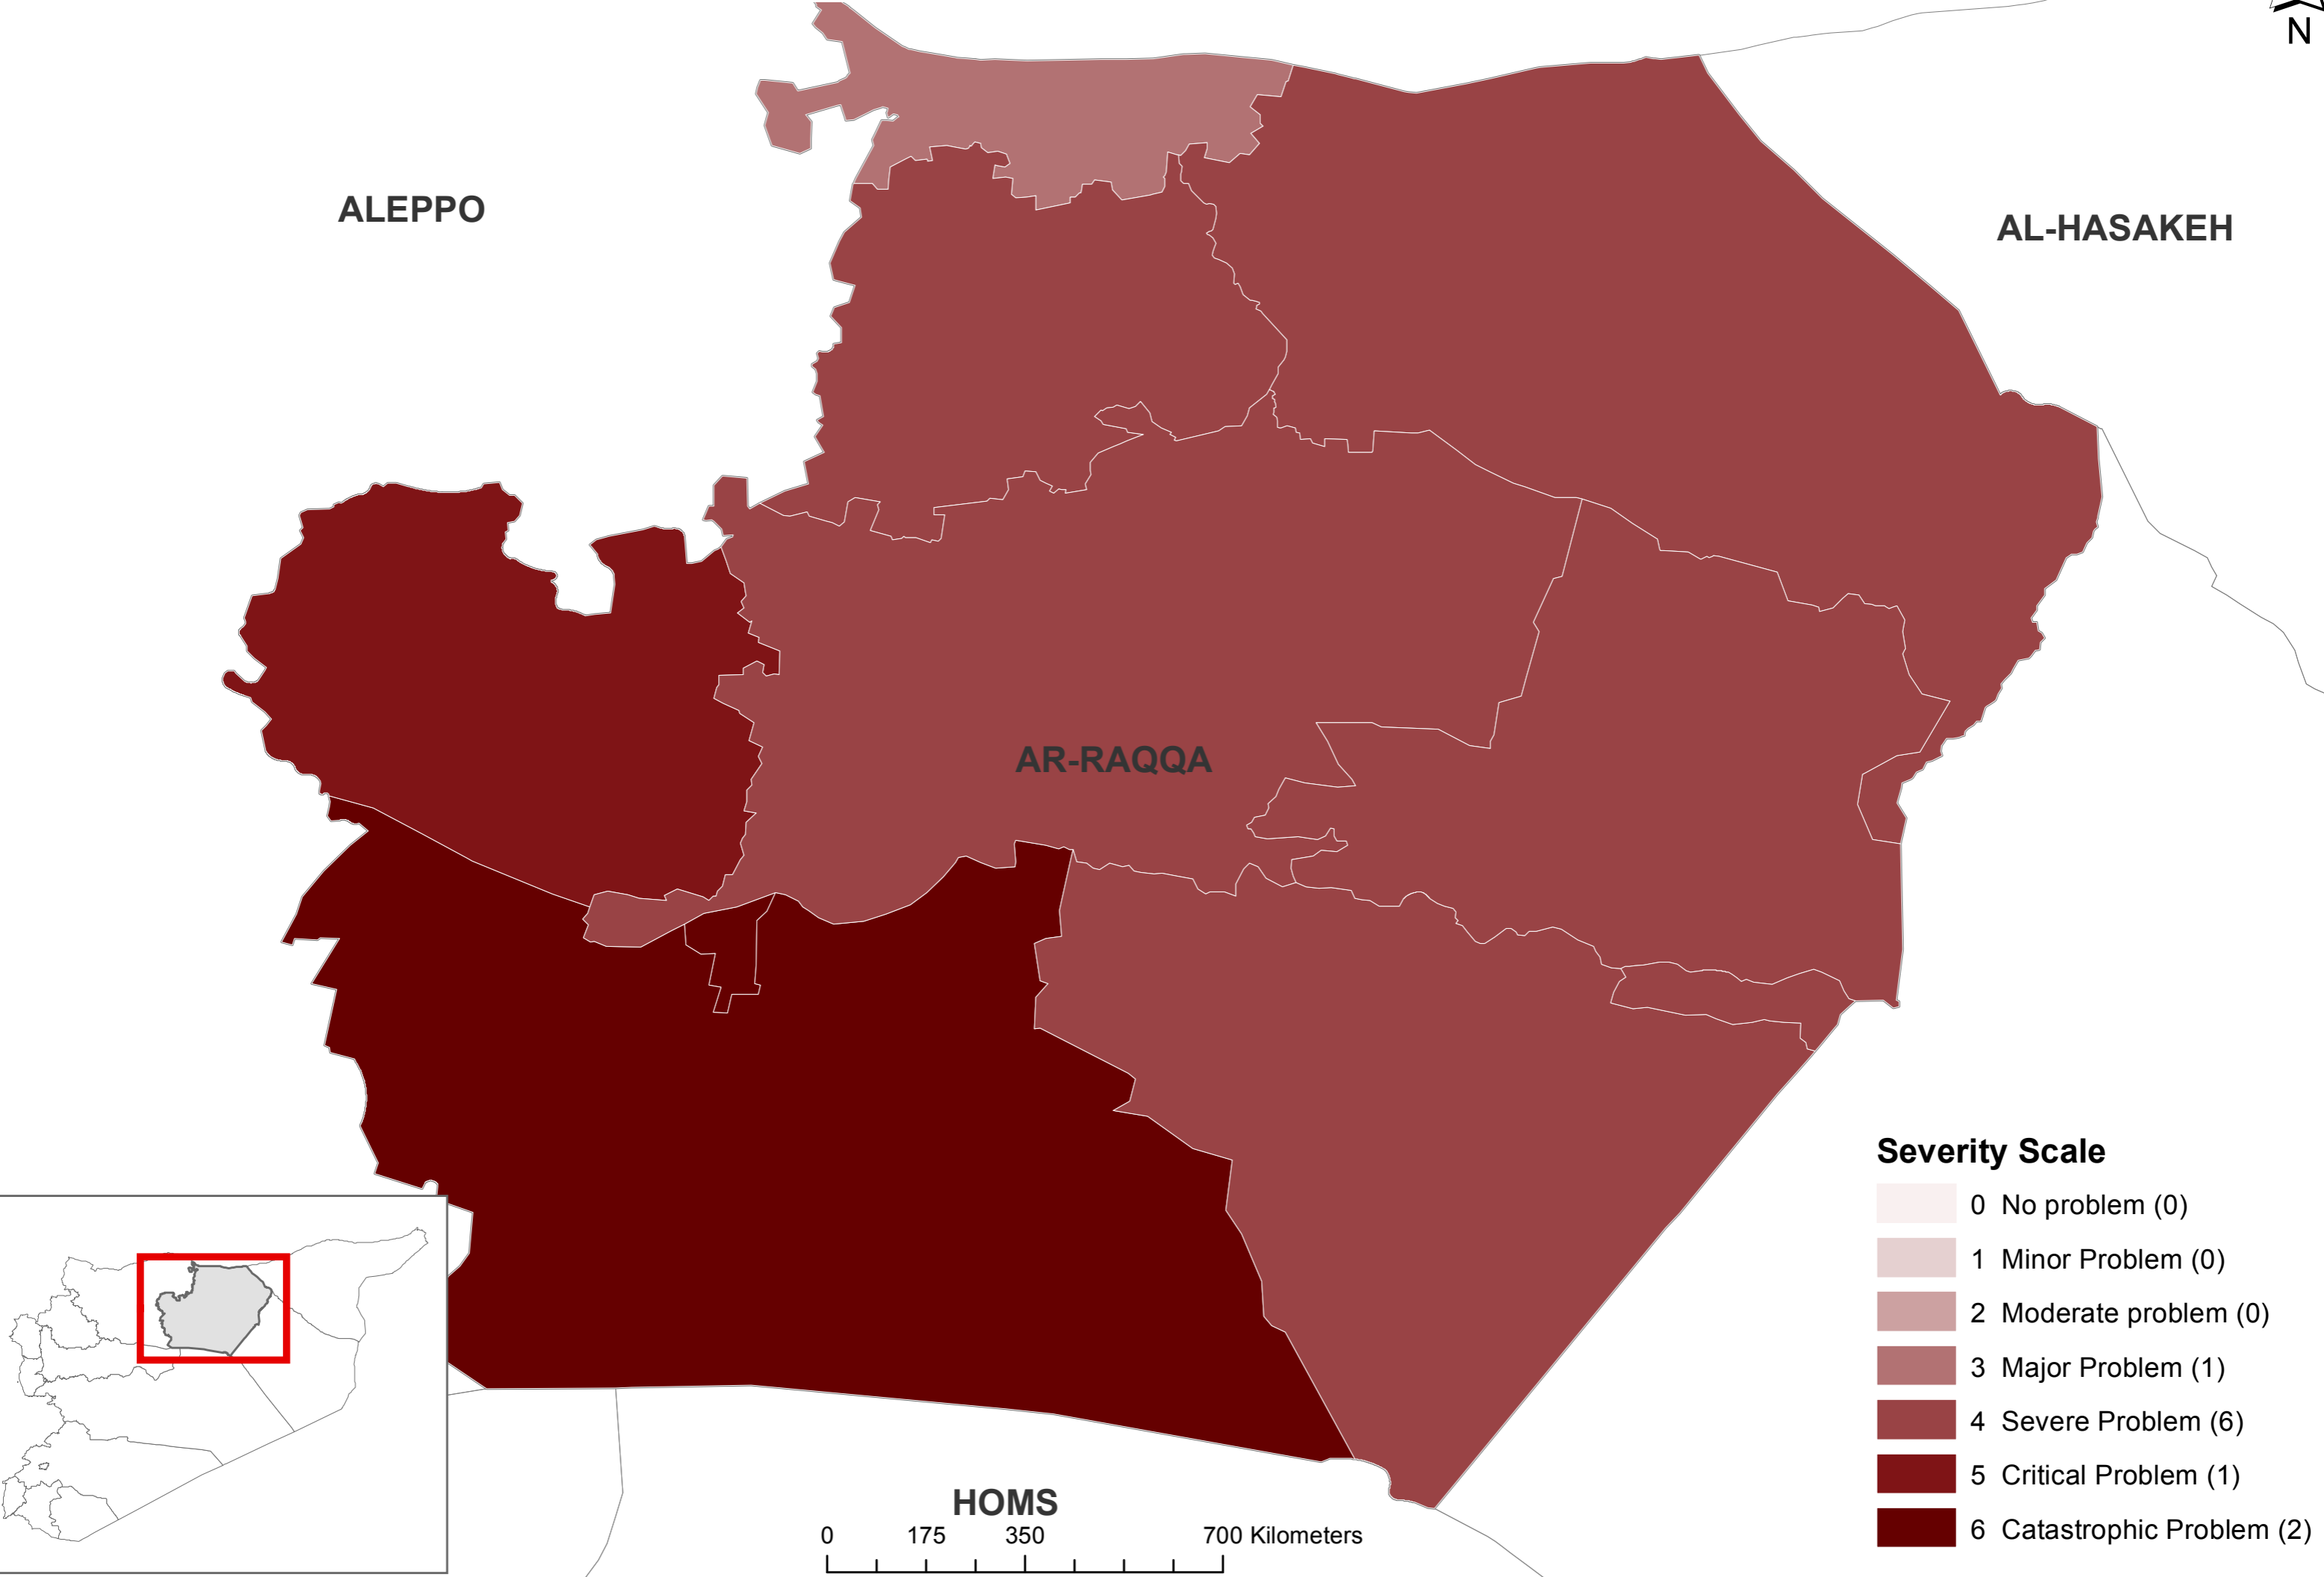 N
ALEPPO
AL-HASAKEH
AR-RAQQA
Severity Scale
0 No problem (0)
1 Minor Problem (0)
2 Moderate problem (0)
3 Major Problem (1)
4 Severe Problem (6)
5 Critical Problem (1)
6 Catastrophic Problem (2)
HOMS
0 175 350 700 Kilometers